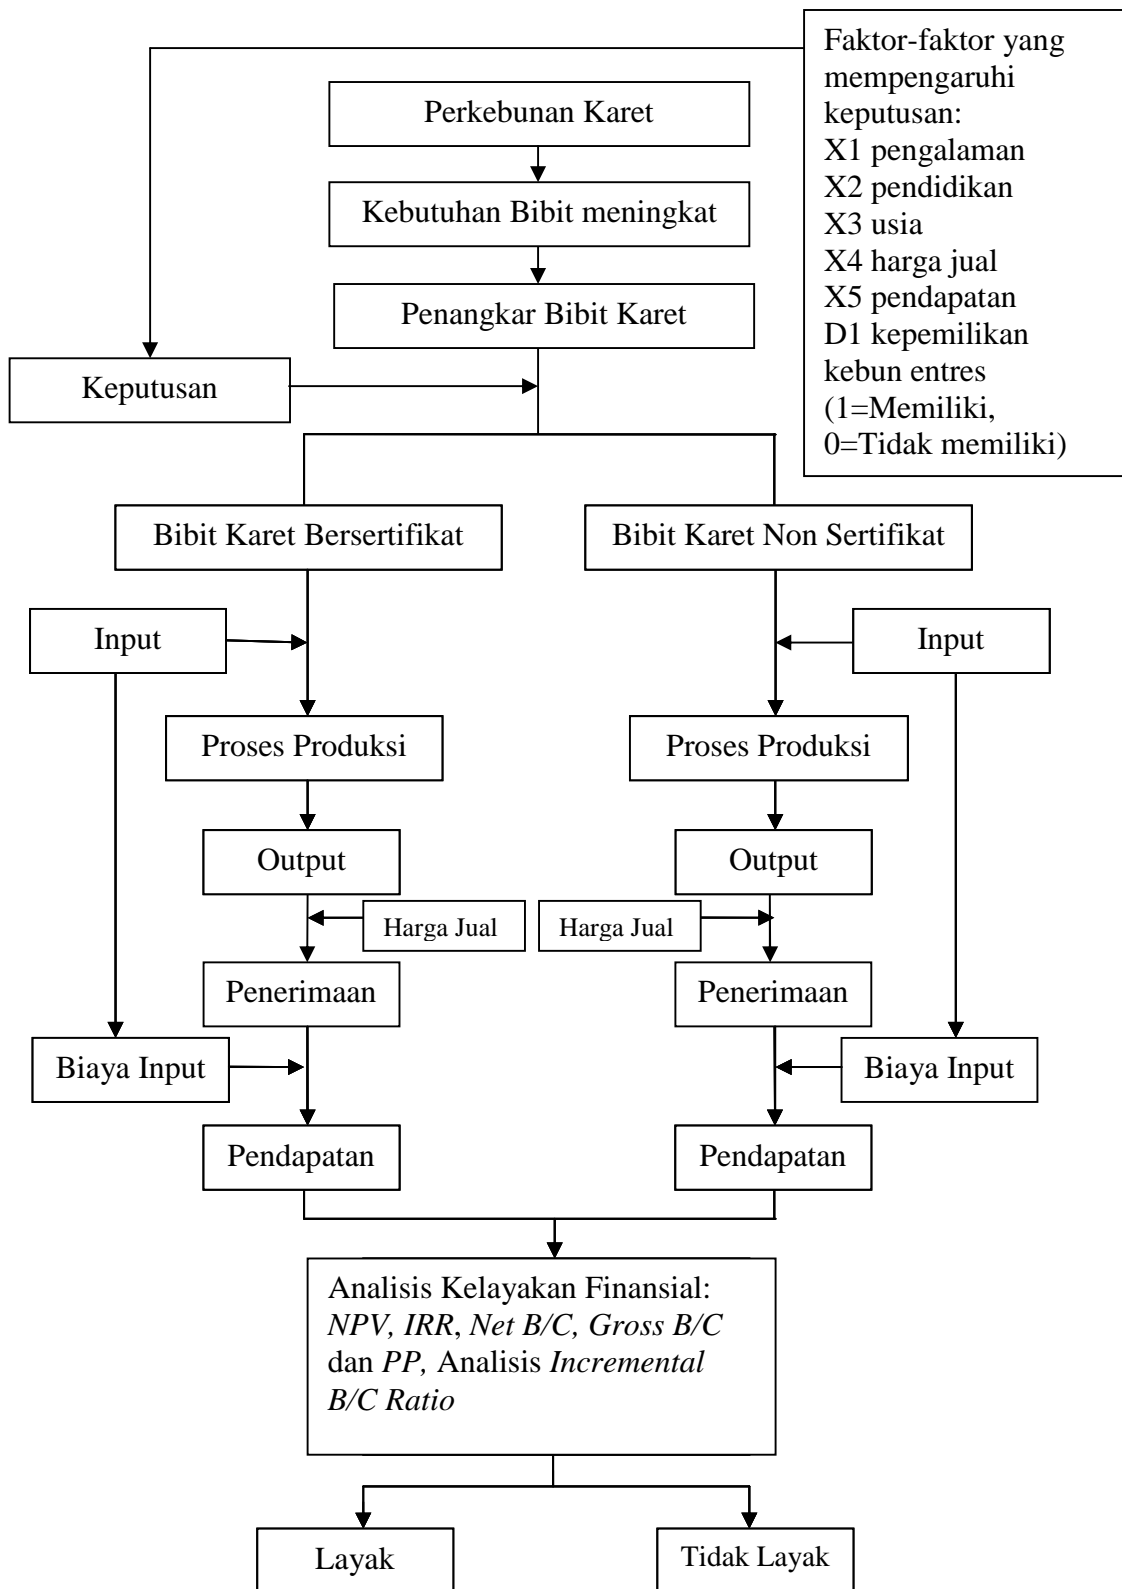 Faktor-faktor yang
mempengaruhi
keputusan:
X1 pengalaman
X2 pendidikan
X3 usia
X4 harga jual
X5 pendapatan
D1 kepemilikan
kebun entres
(1=Memiliki,
0=Tidak memiliki)
Perkebunan Karet
Kebutuhan Bibit meningkat
Penangkar Bibit Karet
Keputusan
Bibit Karet Bersertifikat
Bibit Karet Non Sertifikat
Input
Input
Proses Produksi
Proses Produksi
Output
Output
Harga Jual
Harga Jual
Penerimaan
Penerimaan
Biaya Input
Biaya Input
Pendapatan
Pendapatan
Analisis Kelayakan Finansial:
NPV, IRR, Net B/C, Gross B/C
dan PP, Analisis Incremental
B/C Ratio
Layak
Tidak Layak